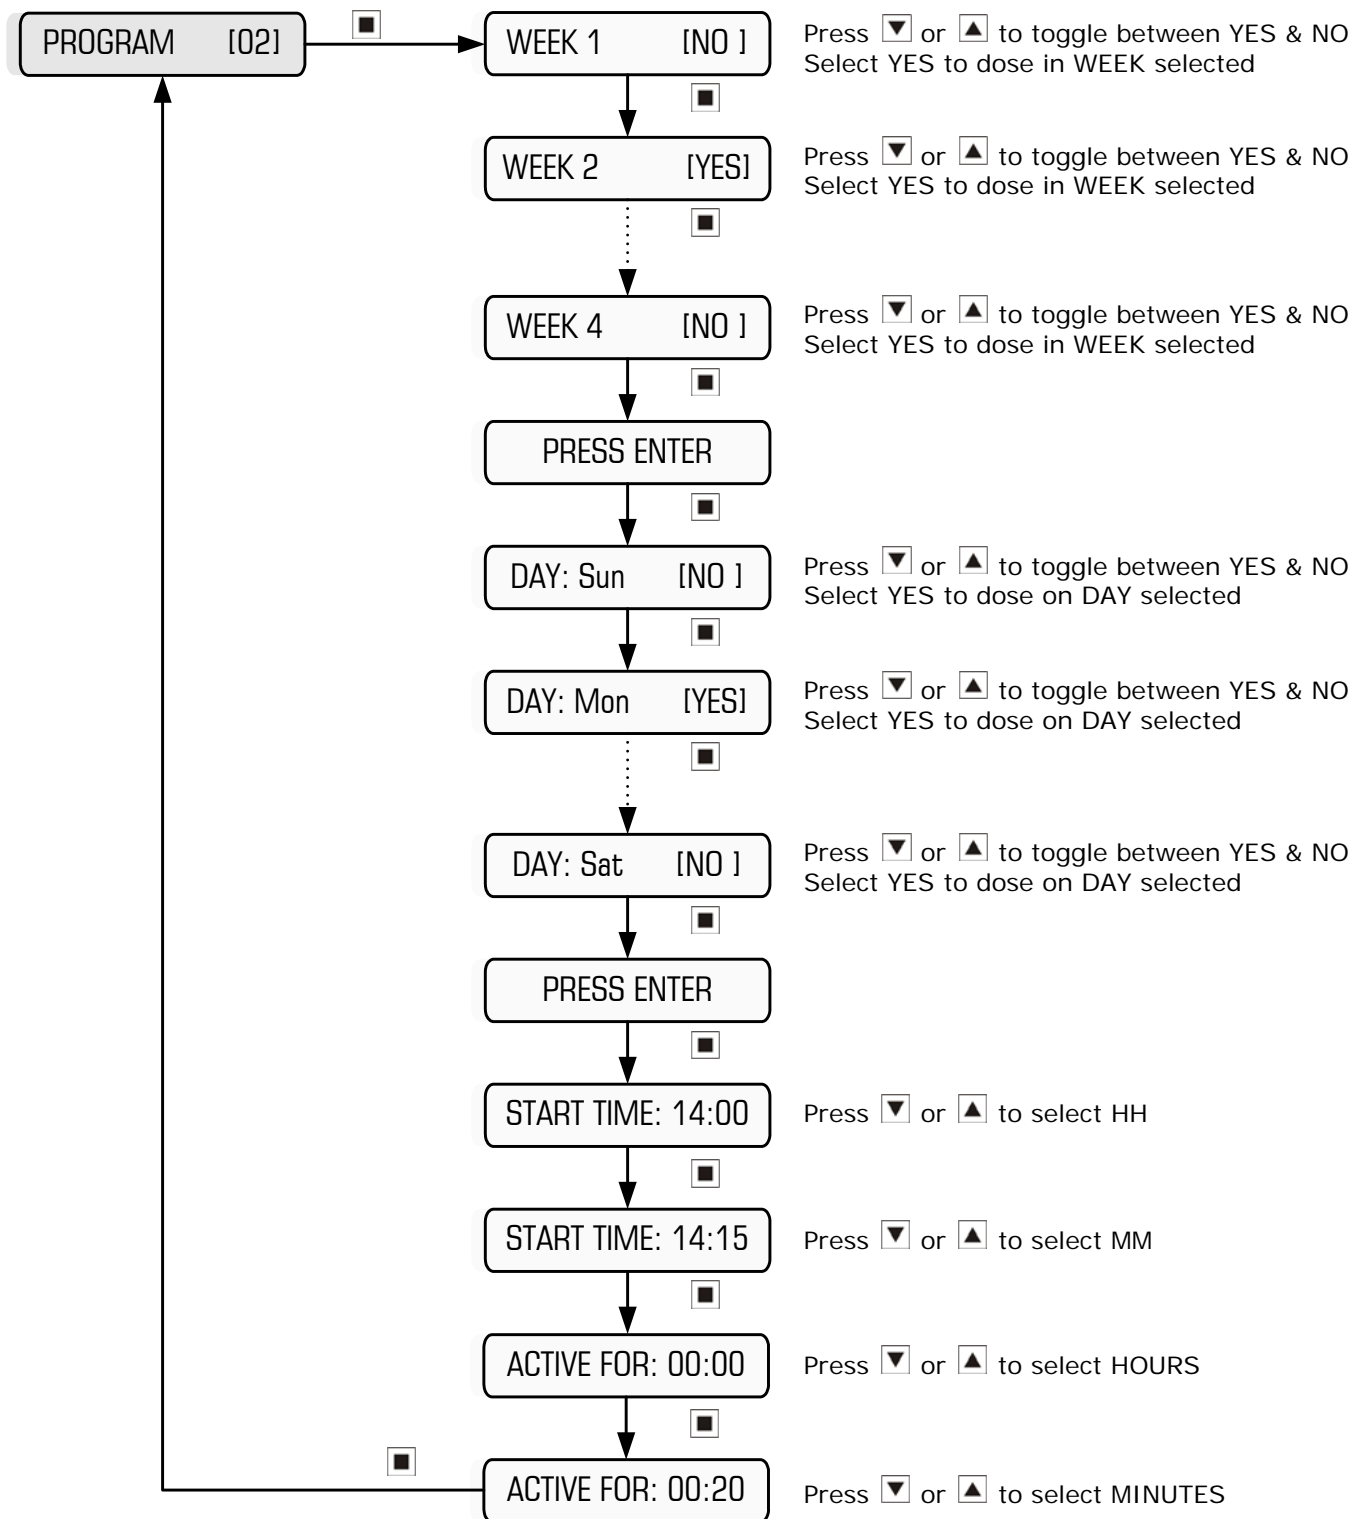 PROGRAM [02]
WEEK 1 [NO ]
Press ▼ or ▲ to toggle between YES & NO
Select YES to dose in WEEK selected
WEEK 2 [YES]
Press ▼ or ▲ to toggle between YES & NO
Select YES to dose in WEEK selected
WEEK 4 [NO ]
Press ▼ or ▲ to toggle between YES & NO
Select YES to dose in WEEK selected
PRESS ENTER
DAY: Sun [NO ]
Press ▼ or ▲ to toggle between YES & NO
Select YES to dose on DAY selected
DAY: Mon [YES]
Press ▼ or ▲ to toggle between YES & NO
Select YES to dose on DAY selected
DAY: Sat [NO ]
Press ▼ or ▲ to toggle between YES & NO
Select YES to dose on DAY selected
PRESS ENTER
START TIME: 14:00
Press ▼ or ▲ to select HH
START TIME: 14:15
Press ▼ or ▲ to select MM
ACTIVE FOR: 00:00
Press ▼ or ▲ to select HOURS
ACTIVE FOR: 00:20
Press ▼ or ▲ to select MINUTES